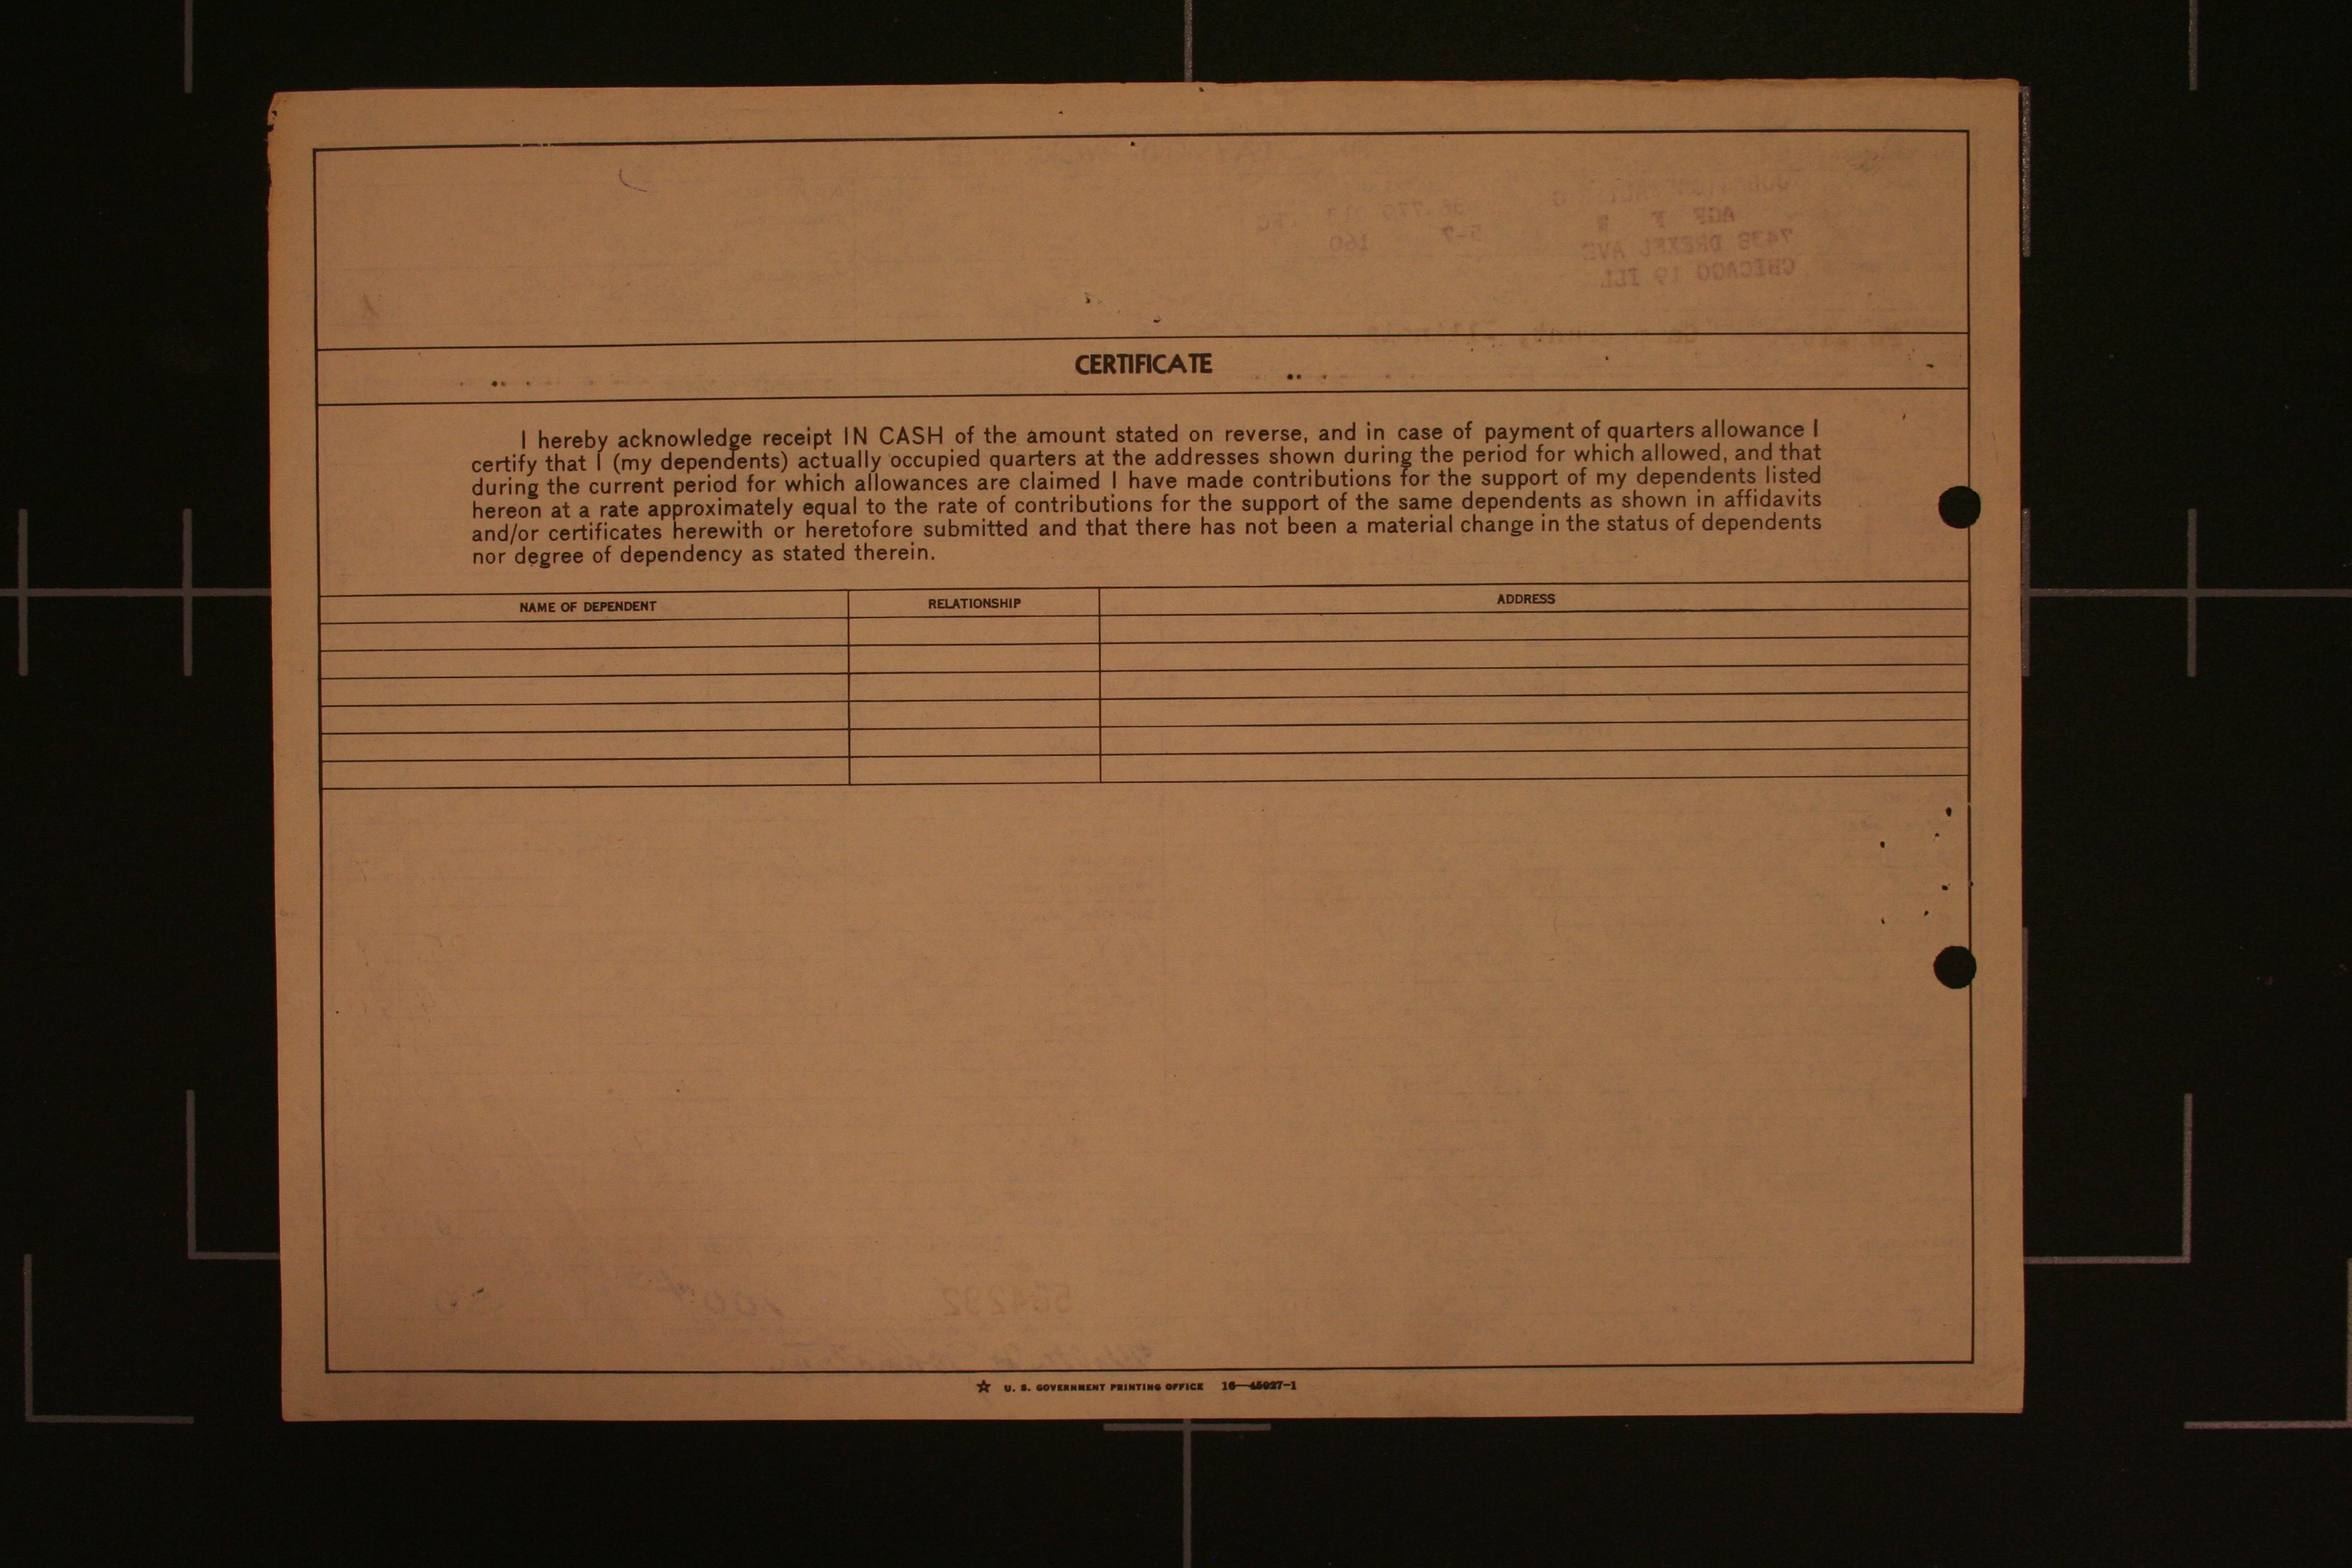 CERTIFICATE
I hereby acknowledge receipt IN CASH of the amount stated on reverse, and in case of payment of quarters allowance I
certify that I (my dependents) actually occupied quarters at the addresses shown during the period for which allowed, and that
during the current period for which allowances are claimed I have made contributions for the support of my dependents listed
hereon at a rate approximately equal to the rate of contributions for the support of the same dependents as shown in affidavits
and/or certificates herewith or heretofore submitted and that there has not been a material change in the status of dependents
nor degree of dependency as stated therein.
NAME OF DEPENDENT RELATIONSHIP ADDRESS
☆ U. S. GOVERNMENT PRINTING OFFICE 16—45927-1